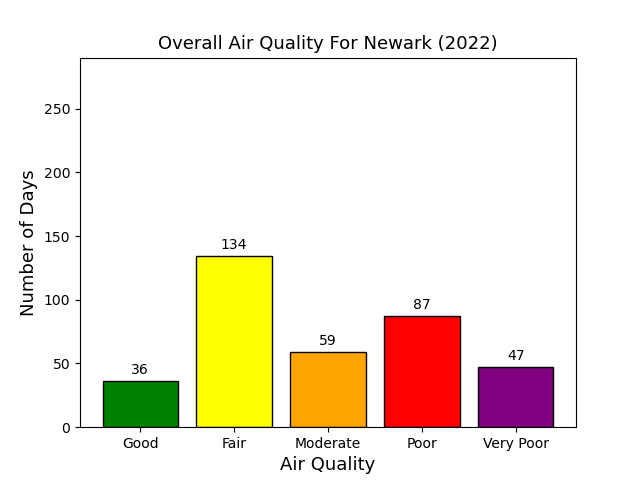 Overall Air Quality For Newark (2022)
Number of Days
250
200
150
100
50
0
36
134
59
87
47
Good
Fair
Moderate
Poor
Very Poor
Air Quality